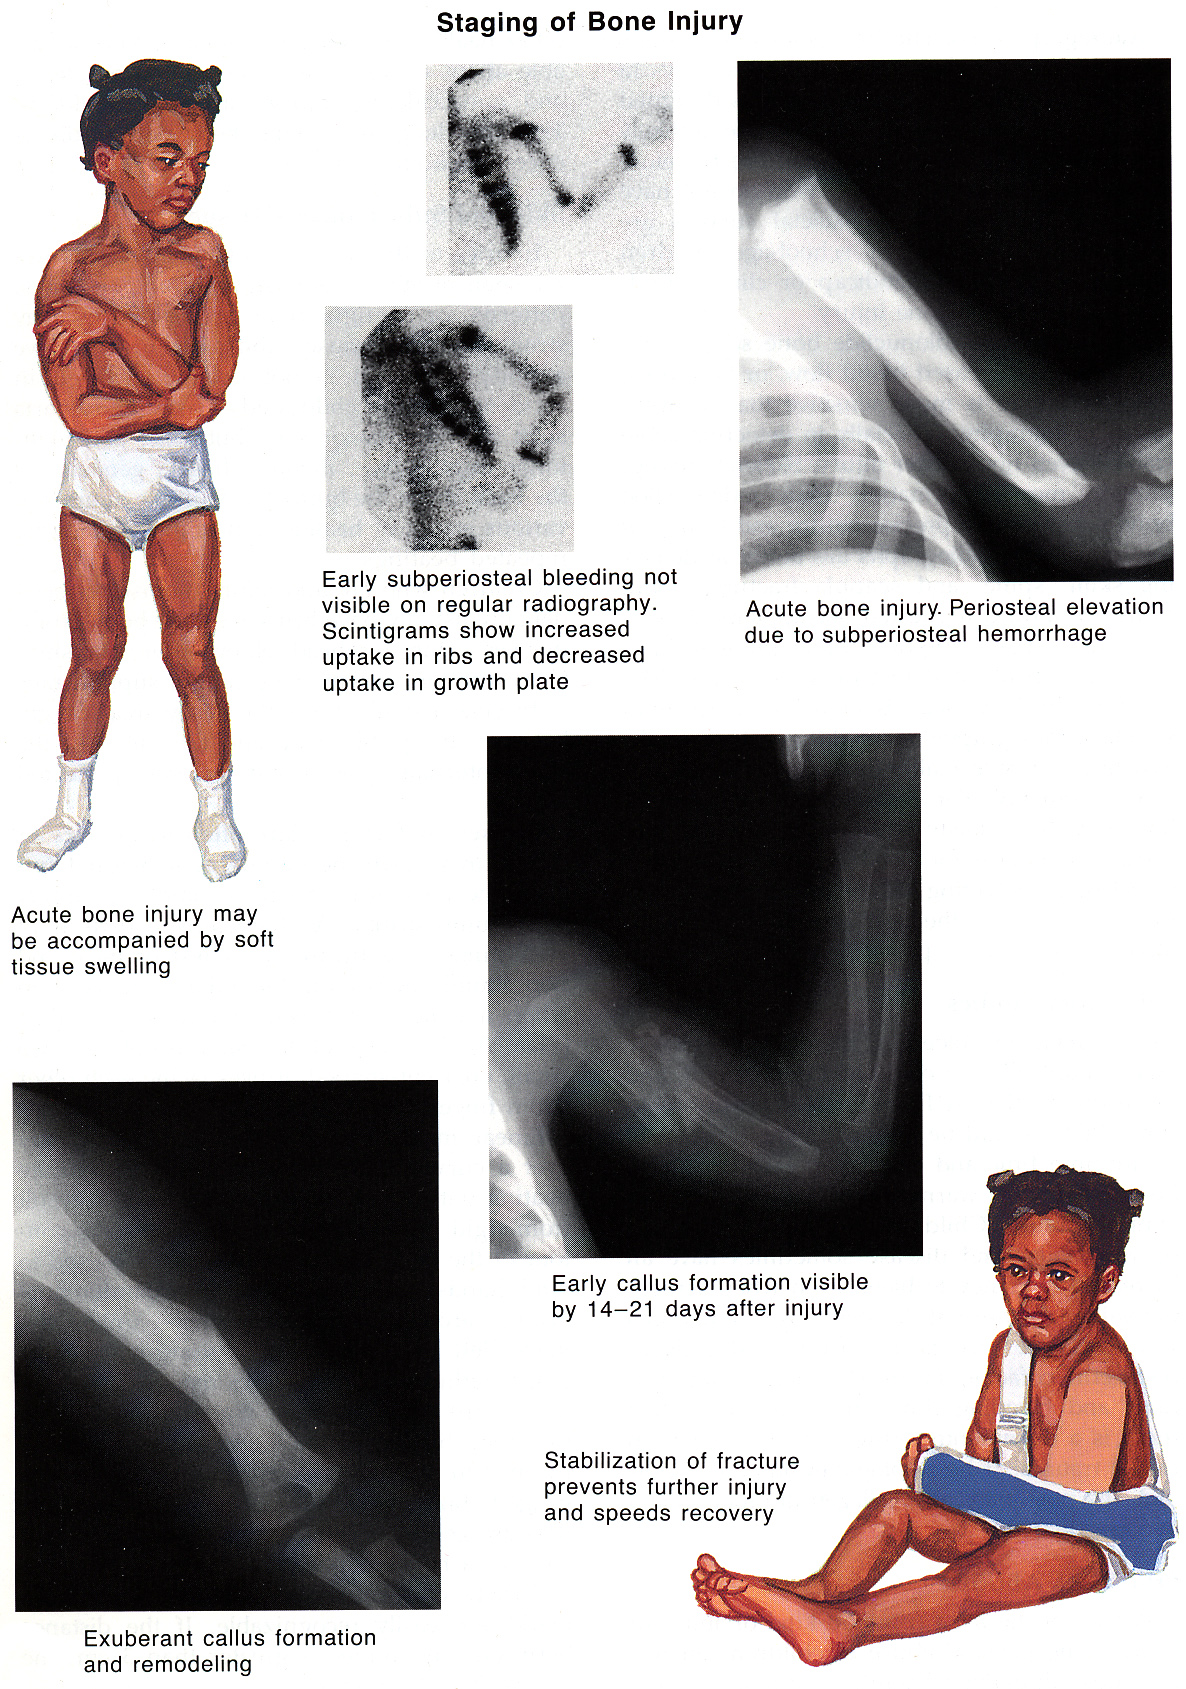 Staging of Bone Injury
Early subperiosteal bleeding not
visible on regular radiography.
Scintigrams show increased
uptake in ribs and decreased
uptake in growth plate
Acute bone injury. Periosteal elevation
due to subperiosteal hemorrhage
Acute bone injury may
be accompanied by soft
tissue swelling
Early callus formation visible
by 14–21 days after injury
Stabilization of fracture
prevents further injury
and speeds recovery
Exuberant callus formation
and remodeling